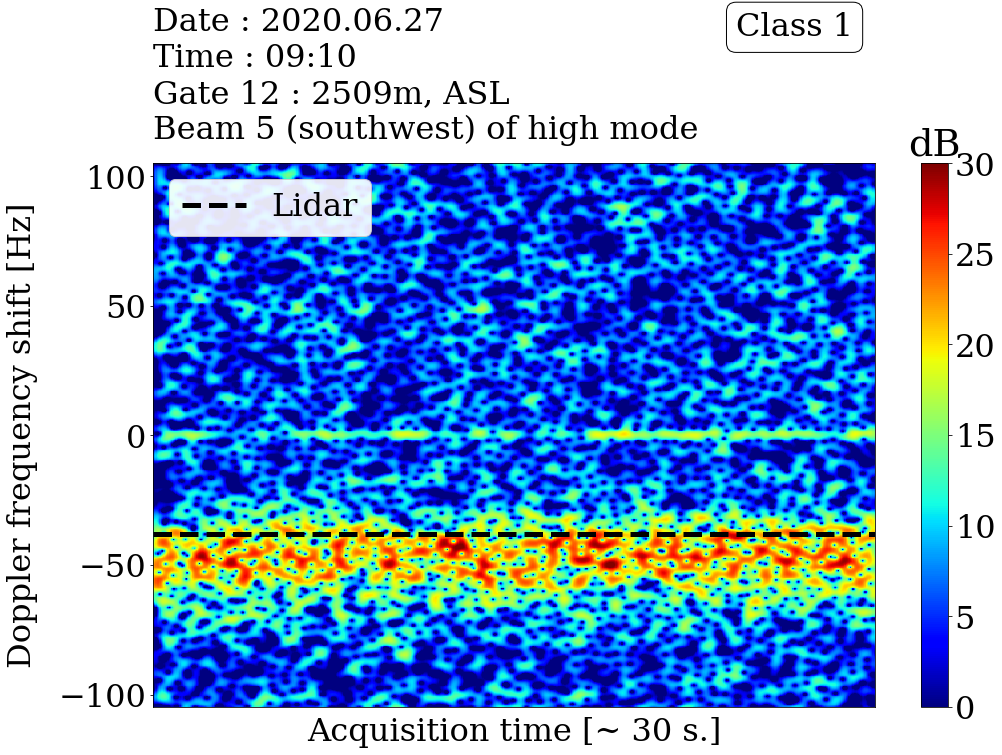 Date : 2020.06.27
Time : 09:10
Gate 12 : 2509m, ASL
Beam 5 (southwest) of high mode
Class 1
dB
Lidar
Doppler frequency shift [Hz]
100
50
0
−50
−100
30
25
20
15
10
5
0
Acquisition time [~ 30 s.]